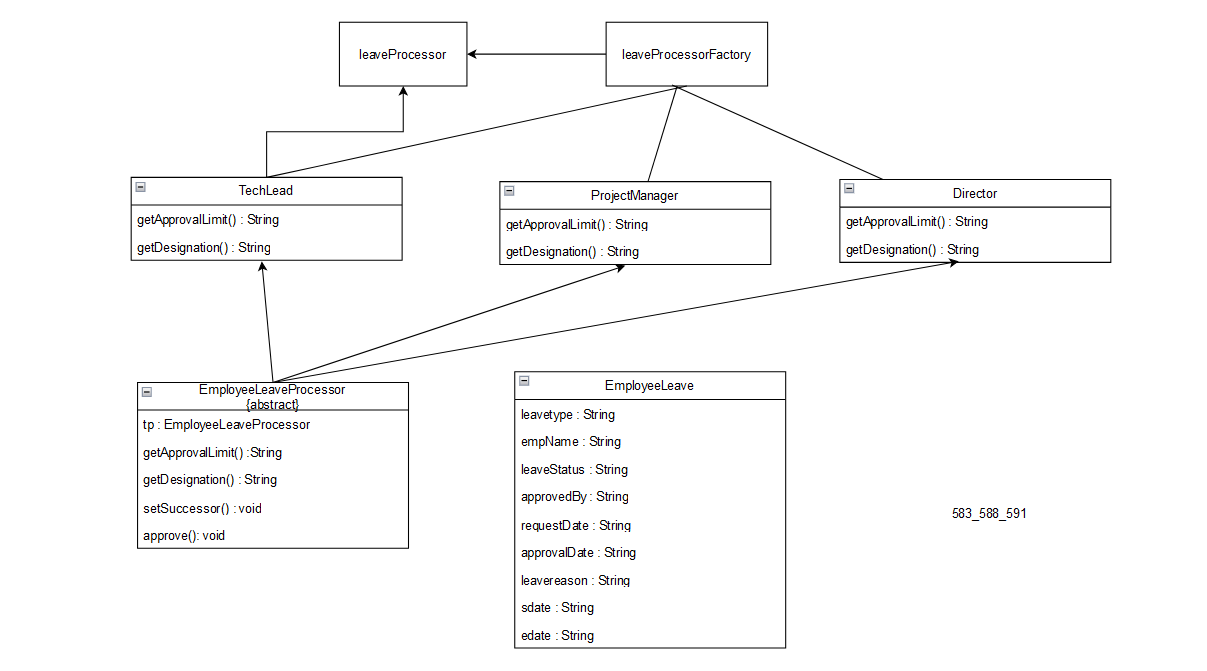 leaveProcessor
leaveProcessorFactory
TechLead
getApprovalLimit() : String
getDesignation() : String
ProjectManager
getApprovalLimit() : String
getDesignation() : String
Director
getApprovalLimit() : String
getDesignation() : String
EmployeeLeaveProcessor
{abstract}
tp : EmployeeLeaveProcessor
getApprovalLimit() :String
getDesignation() : String
setSuccessor() : void
approve(): void
EmployeeLeave
leavetype : String
empName : String
leaveStatus : String
approvedBy : String
requestDate : String
approvalDate : String
leavereason : String
sdate : String
edate : String
583_588_591